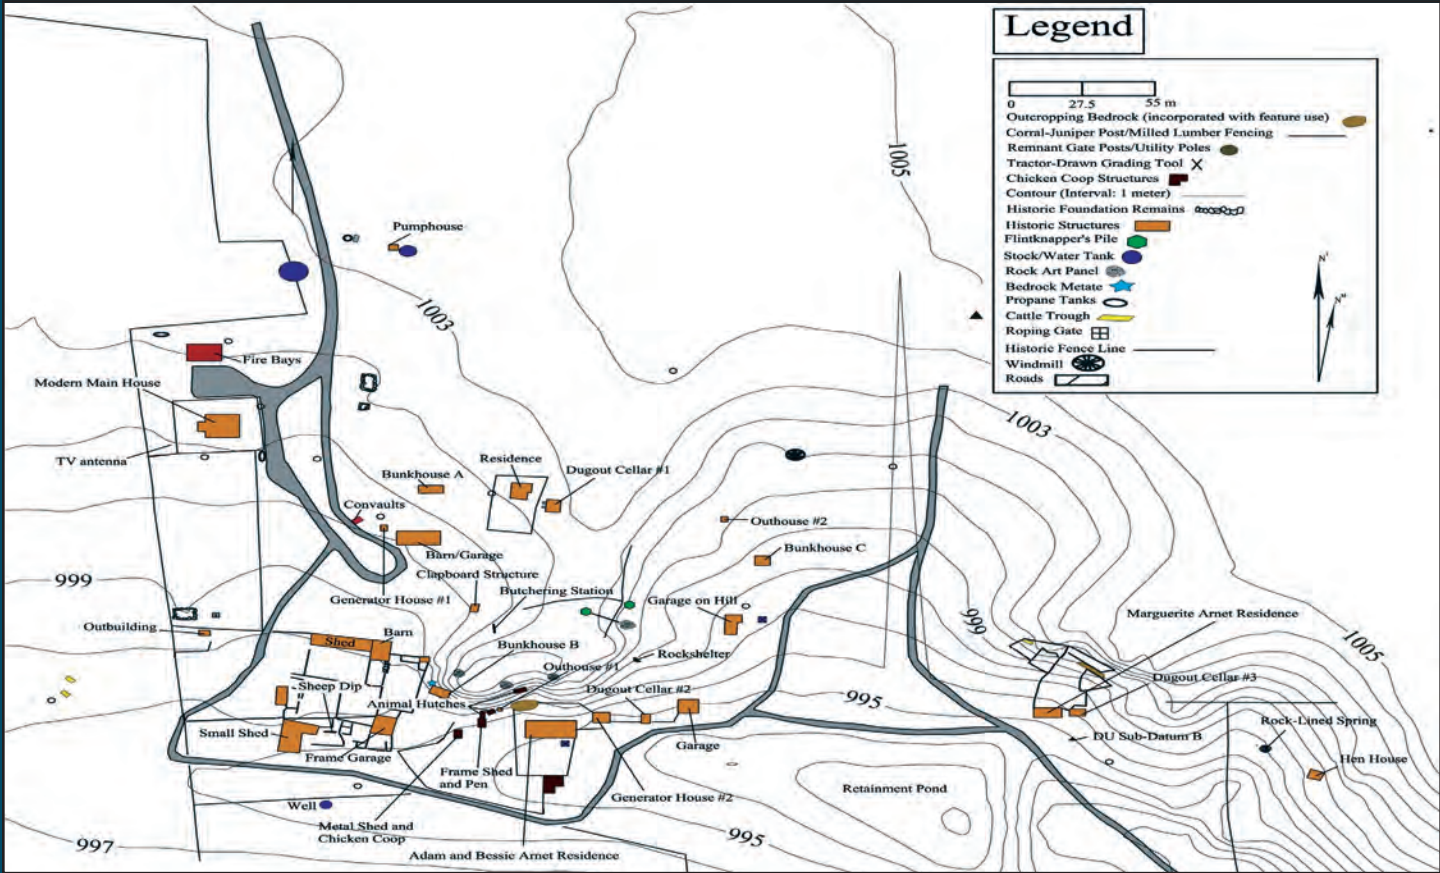 Legend
0 27.5 55 m
Outcropping Bedrock (incorporated with feature use)
Corral-Juniper Post/Milled Lumber Fencing
Remnant Gate Posts/Utility Poles
Tractor-Drawn Grading Tool
Chicken Coop Structures
Contour (Interval: 1 meter)
Historic Foundation Remains
Historic Structures
Flintknapper's Pile
Stock/Water Tank
Rock Art Panel
Bedrock Metate
Propane Tanks
Cattle Trough
Roping Gate
Historic Fence Line
Windmill
Roads
N'
N"
1005
Pumphouse
1003
Fire Bays
Modern Main House
TV antenna
1003
Residence
Bunkhouse A
Dugout Cellar #1
Convaults
Outhouse #2
Barn/Garage
Bunkhouse C
Clapboard Structure
999
Butchering Station
Generator House #1
Garage on Hill
Marguerite Arnet Residence
999
Outbuilding
Shed
Barn
Bunkhouse B
Rockshelter
1005
Outhouse #1
Dugout Cellar #3
Sheep Dip
Dugout Cellar #2
Animal Hutches
995
Rock-Lined Spring
Small Shed
DU Sub-Datum B
Garage
Frame Garage
Hen House
Frame Shed
and Pen
Retainment Pond
Generator House #2
Well
Metal Shed and
Chicken Coop
995
997
Adam and Bessie Arnet Residence